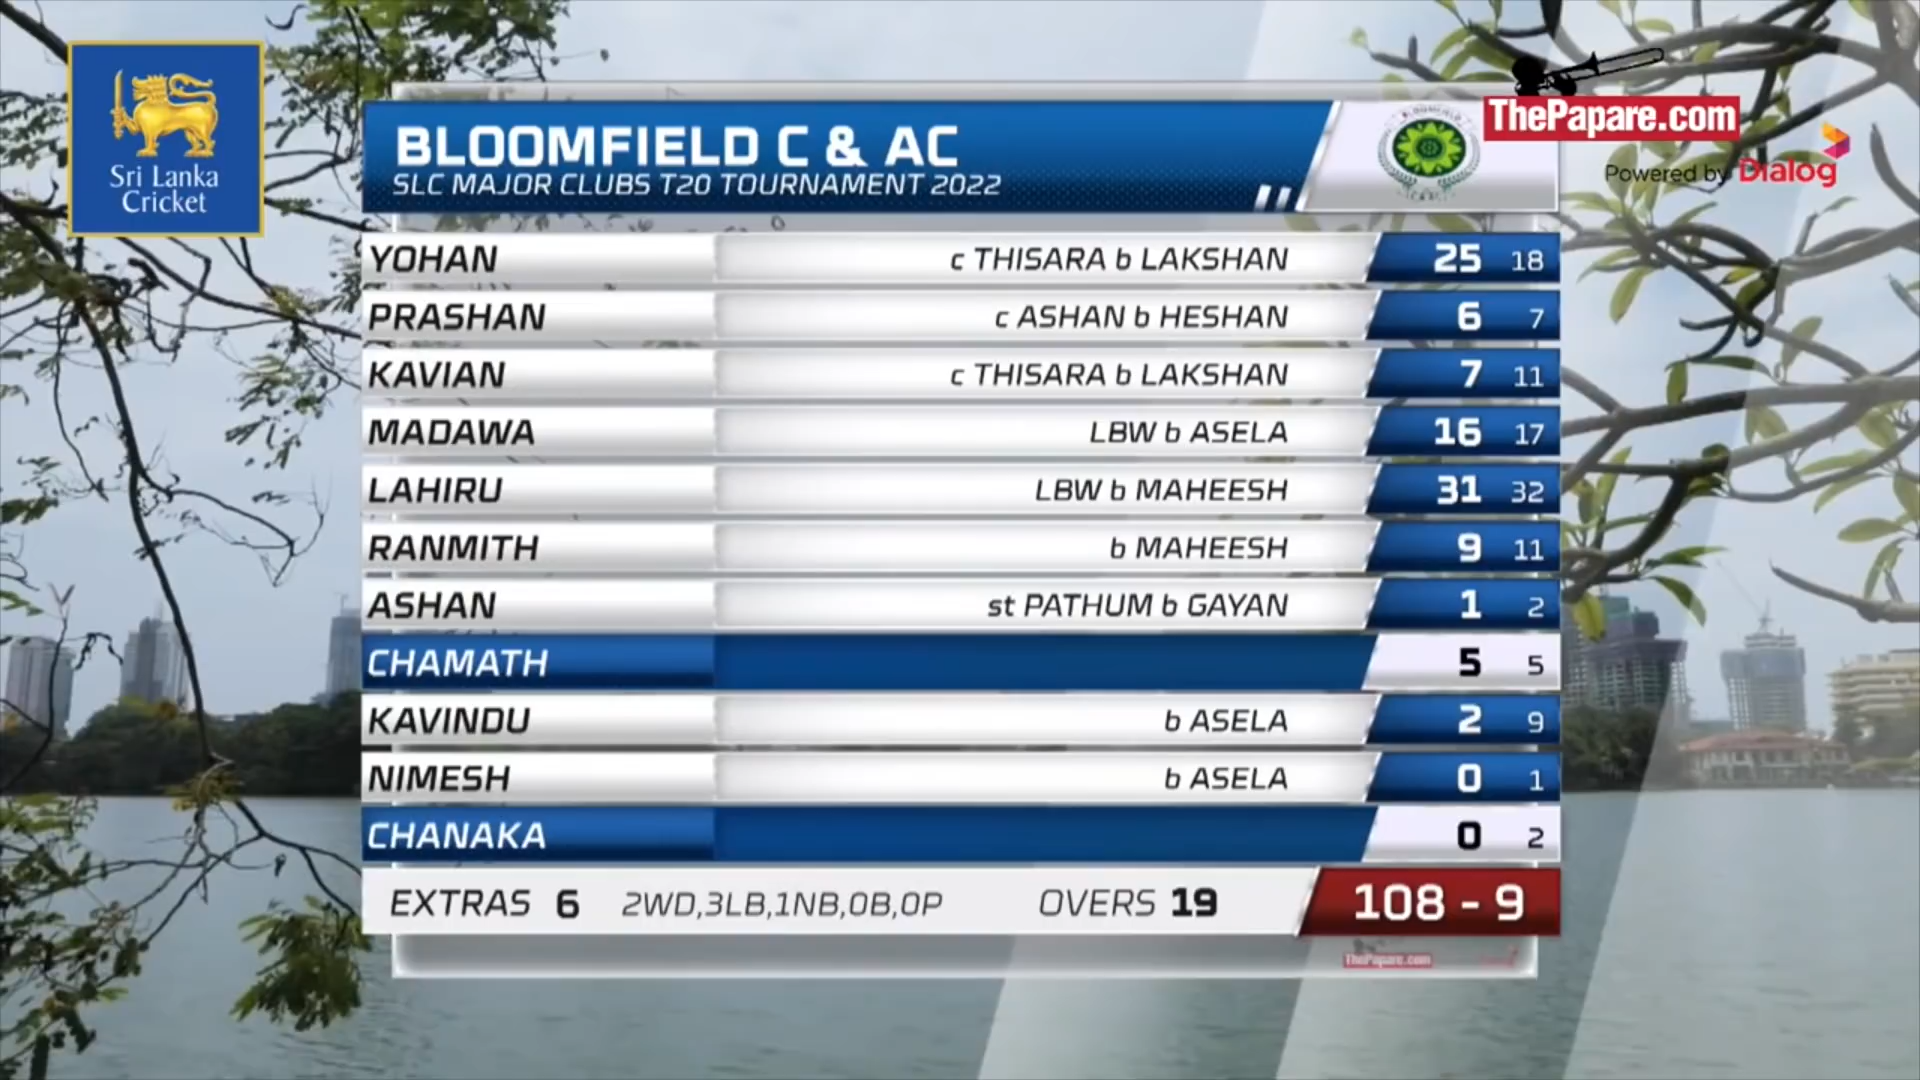 Sri Lanka
Cricket
ThePapare.com
Powered by Dialog
BLOOMFIELD C & AC
SLC MAJOR CLUBS T20 TOURNAMENT 2022
YOHAN c THISARA b LAKSHAN 25 18
PRASHAN c ASHAN b HESHAN 6 7
KAVIAN c THISARA b LAKSHAN 7 11
MADAWA LBW b ASELA 16 17
LAHIRU LBW b MAHEESH 31 32
RANMITH b MAHEESH 9 11
ASHAN st PATHUM b GAYAN 1 2
CHAMATH 5 5
KAVINDU b ASELA 2 9
NIMESH b ASELA 0 1
CHANAKA 0 2
EXTRAS 6 2WD,3LB,1NB,0B,0P OVERS 19 108 - 9
ThePapare.com